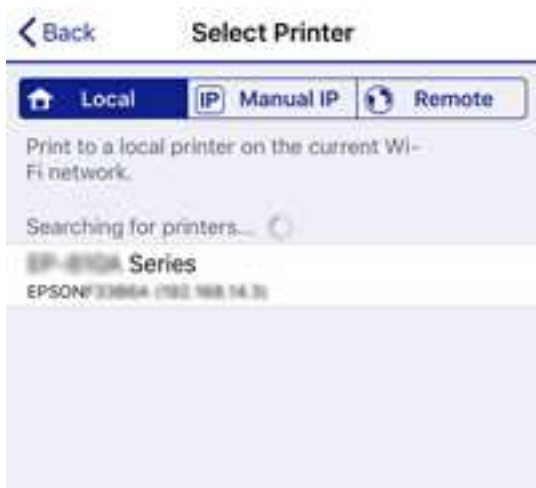 Back
Select Printer
Local
IP Manual IP
Remote
Print to a local printer on the current Wi-
Fi network.
Searching for printers...
Series
EPSON